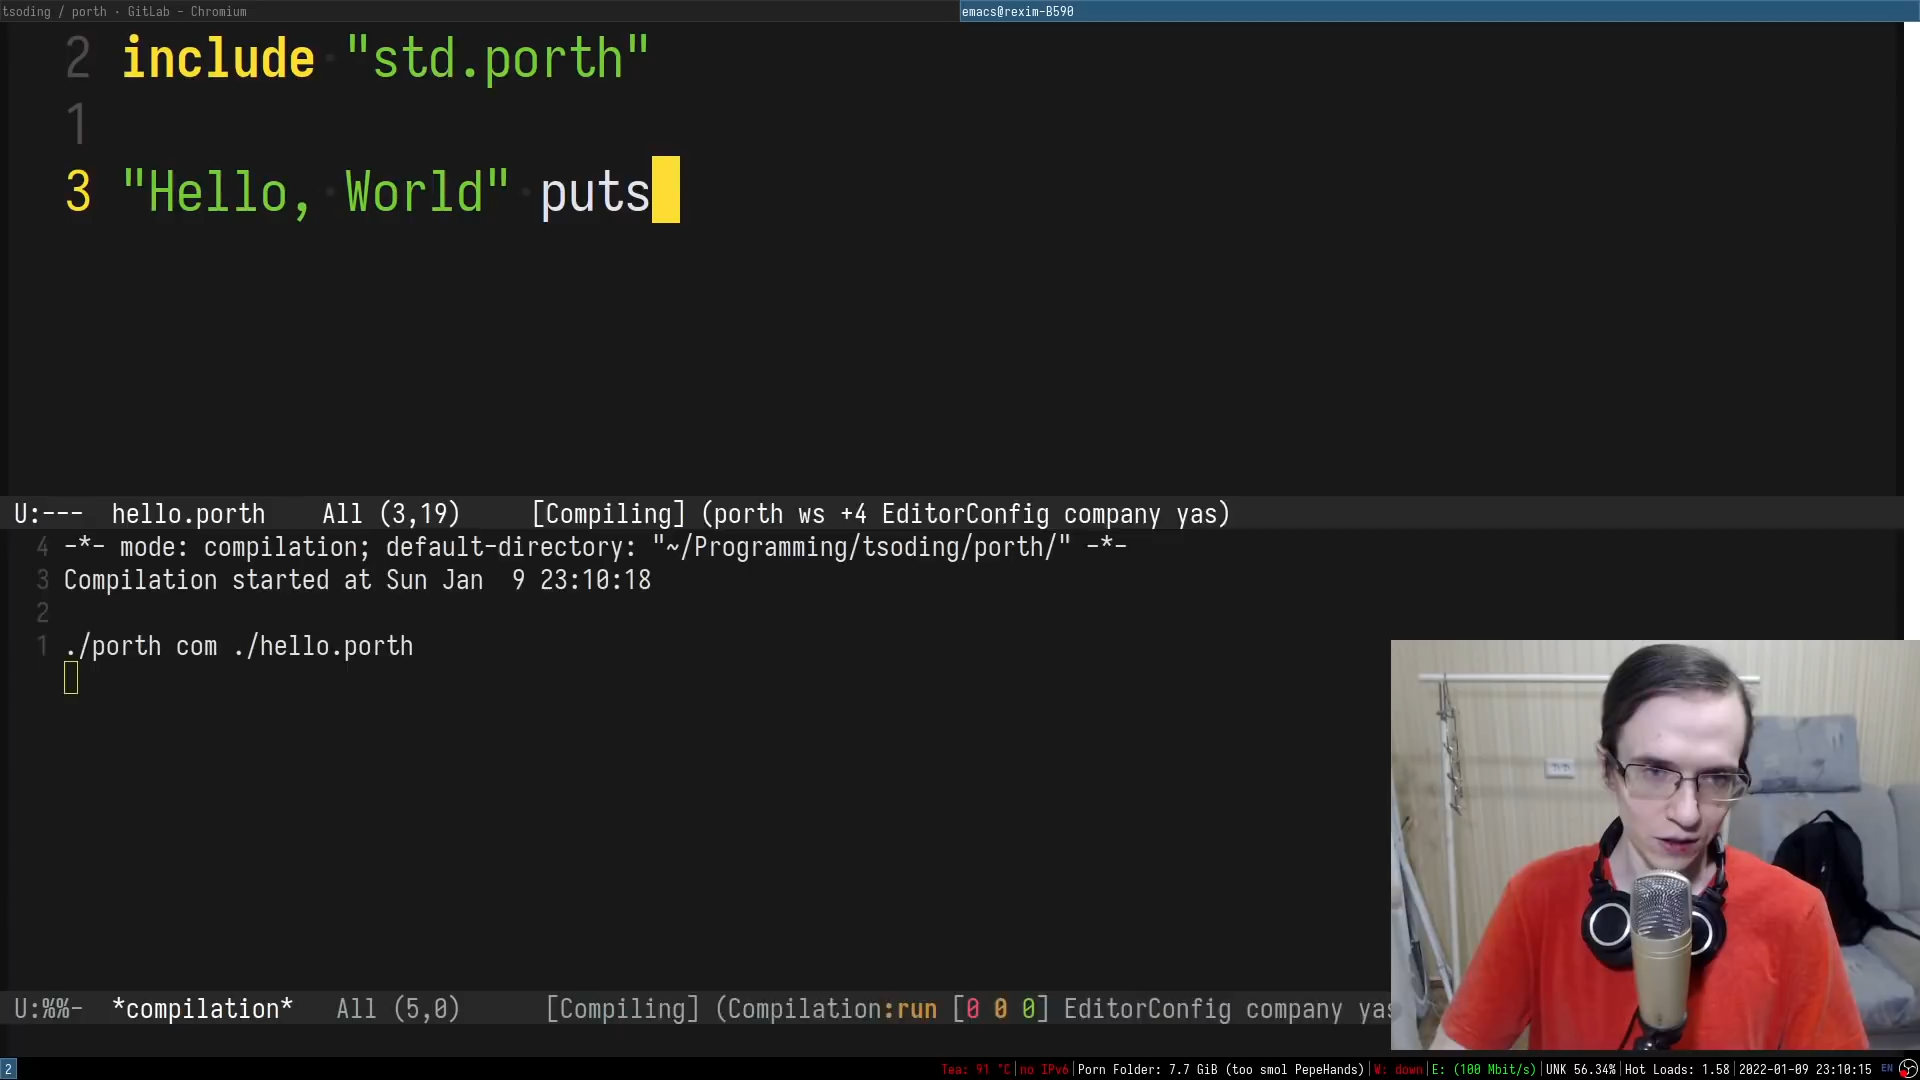 tsoding / porth · GitLab - Chromium
emacs@rexim-B590
2 include "std.porth"
1
3 "Hello, World" puts
U:--- hello.porth All (3,19) [Compiling] (porth ws +4 EditorConfig company yas)
4 -*- mode: compilation; default-directory: "~/Programming/tsoding/porth/" -*-
3 Compilation started at Sun Jan 9 23:10:18
2
1 ./porth com ./hello.porth
U:%%- *compilation* All (5,0) [Compiling] (Compilation:run [0 0 0] EditorConfig company yas
2 Tea: 91 °C|no IPv6|Porn Folder: 7.7 GiB (too smol PepeHands)|W: down|E: (100 Mbit/s)|UNK 56.34%|Hot Loads: 1.58|2022-01-09 23:10:15 EN